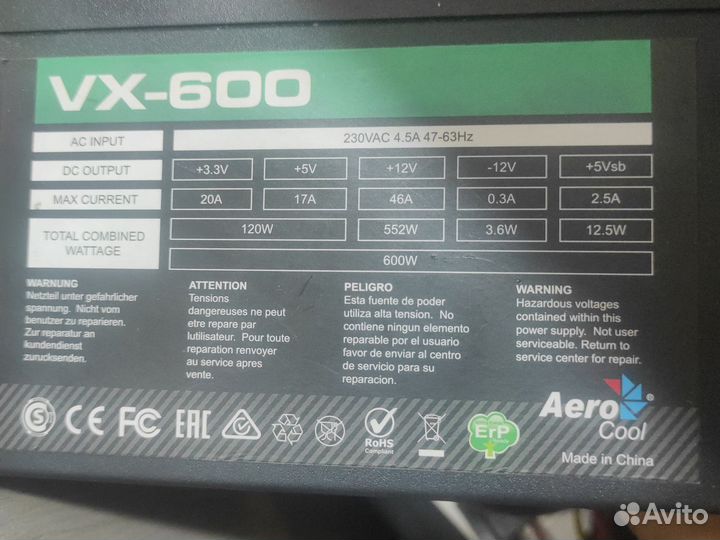 VX-600
AC INPUT 230VAC 4.5A 47-63Hz
DC OUTPUT +3.3V +5V +12V -12V +5Vsb
MAX CURRENT 20A 17A 46A 0.3A 2.5A
TOTAL COMBINED WATTAGE 120W 552W 3.6W 12.5W
600W
WARNUNG
Netzteil unter gefahrlicher
spannung. Nicht vom
benutzer zu reparieren.
Zur reparatur an
kundendienst
zurucksenden.
ATTENTION
Tensions
dangereuses ne peut
etre repare par
l'utilisateur. Pour toute
reparation renvoyer
au service apres
vente.
PELIGRO
Esta fuente de poder
utiliza alta tension. No
contiene ningun elemento
reparable por el usuario
favor de enviar al centro
de servicio para su
reparacion.
WARNING
Hazardous voltages
contained within this
power supply. Not user
serviceable. Return to
service center for repair.
S CE FC EAC RoHS
Compliant
ErP
Aero
Cool
Made in China
Avito